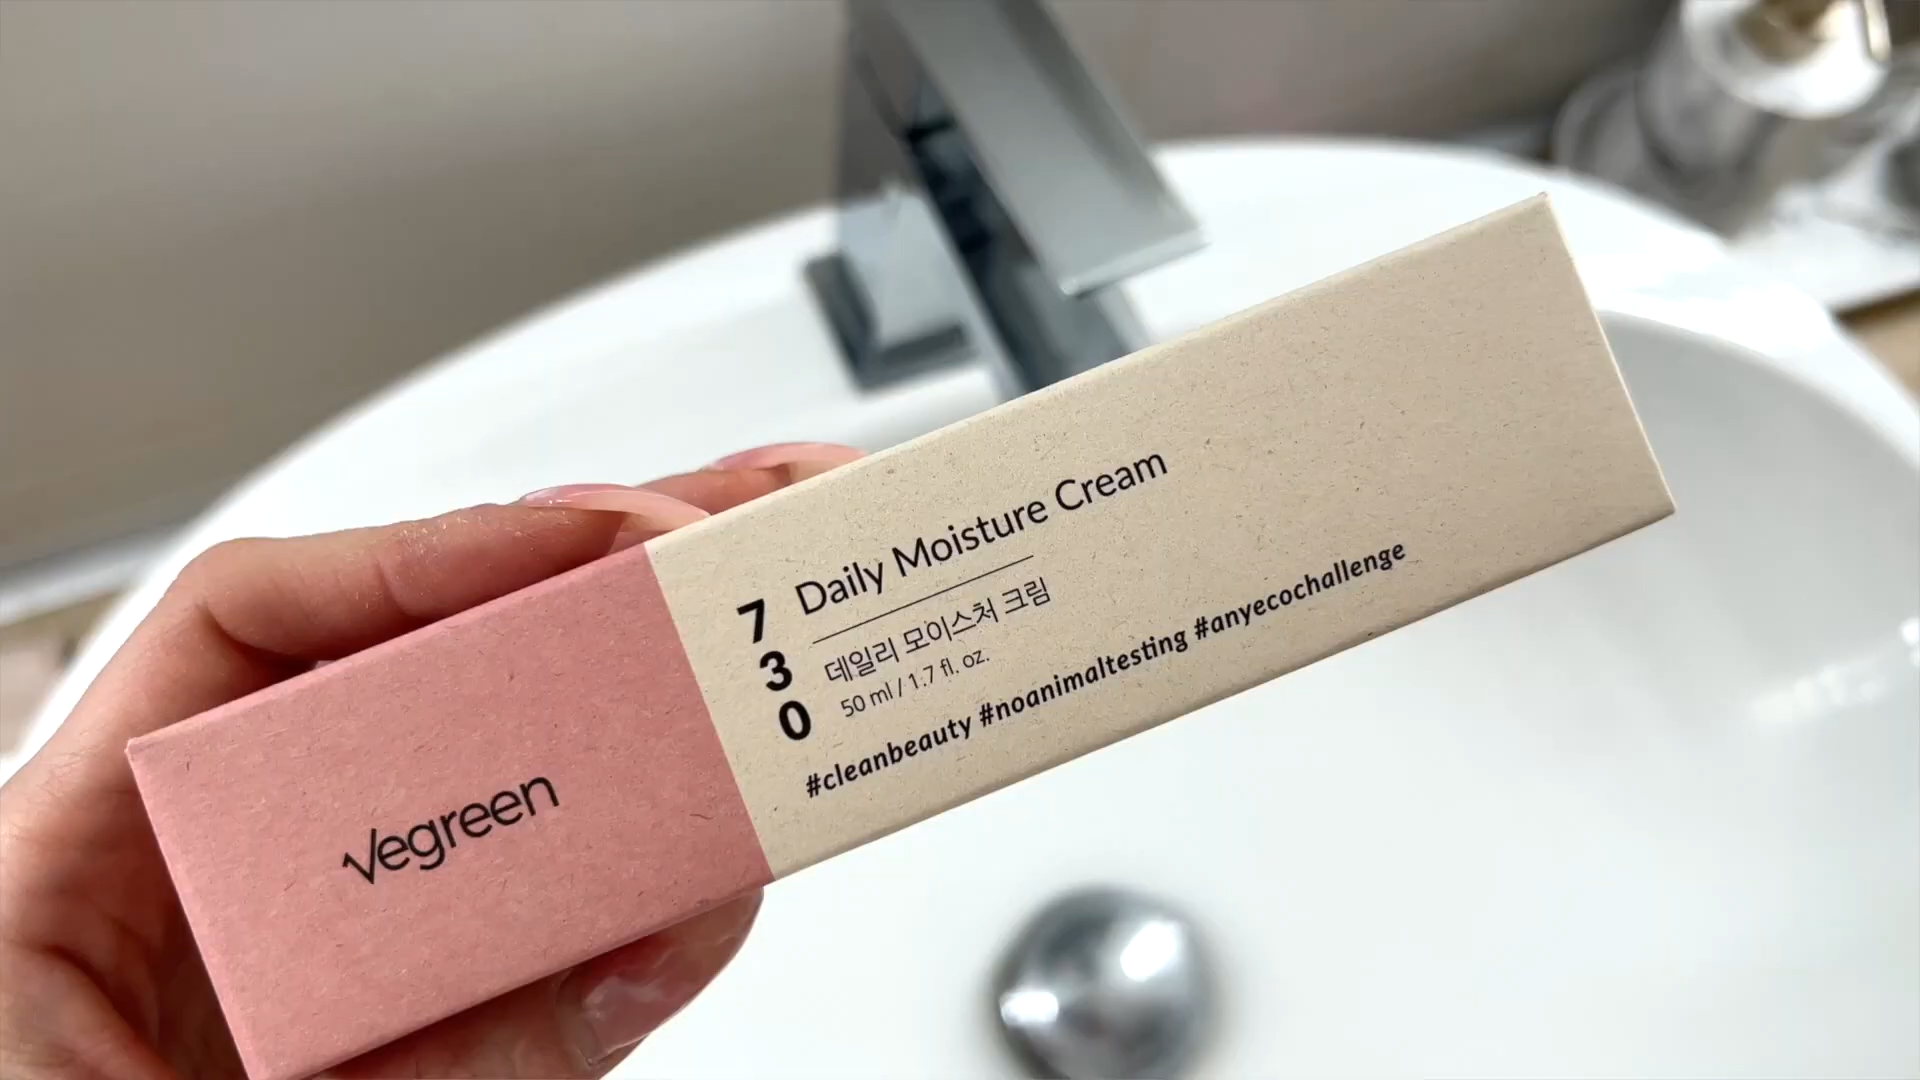 Vegreen
7
3
0
Daily Moisture Cream
데일리 모이스처 크림
50 ml / 1.7 fl. oz.
#cleanbeauty #noanimaltesting #anyecochallenge